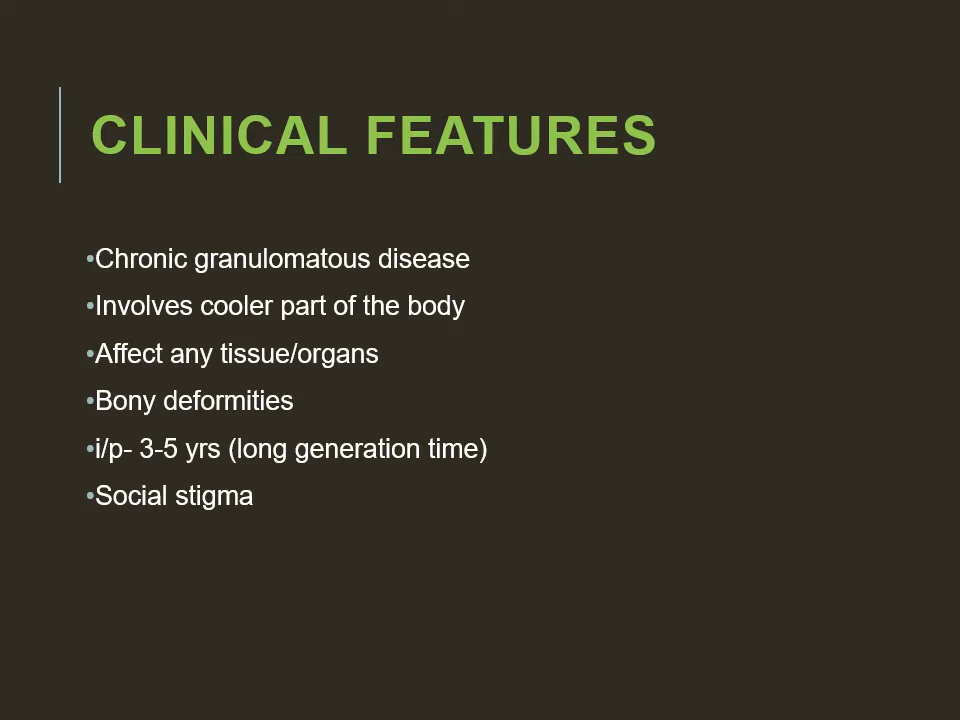 CLINICAL FEATURES
•Chronic granulomatous disease
•Involves cooler part of the body
•Affect any tissue/organs
•Bony deformities
•i/p- 3-5 yrs (long generation time)
•Social stigma